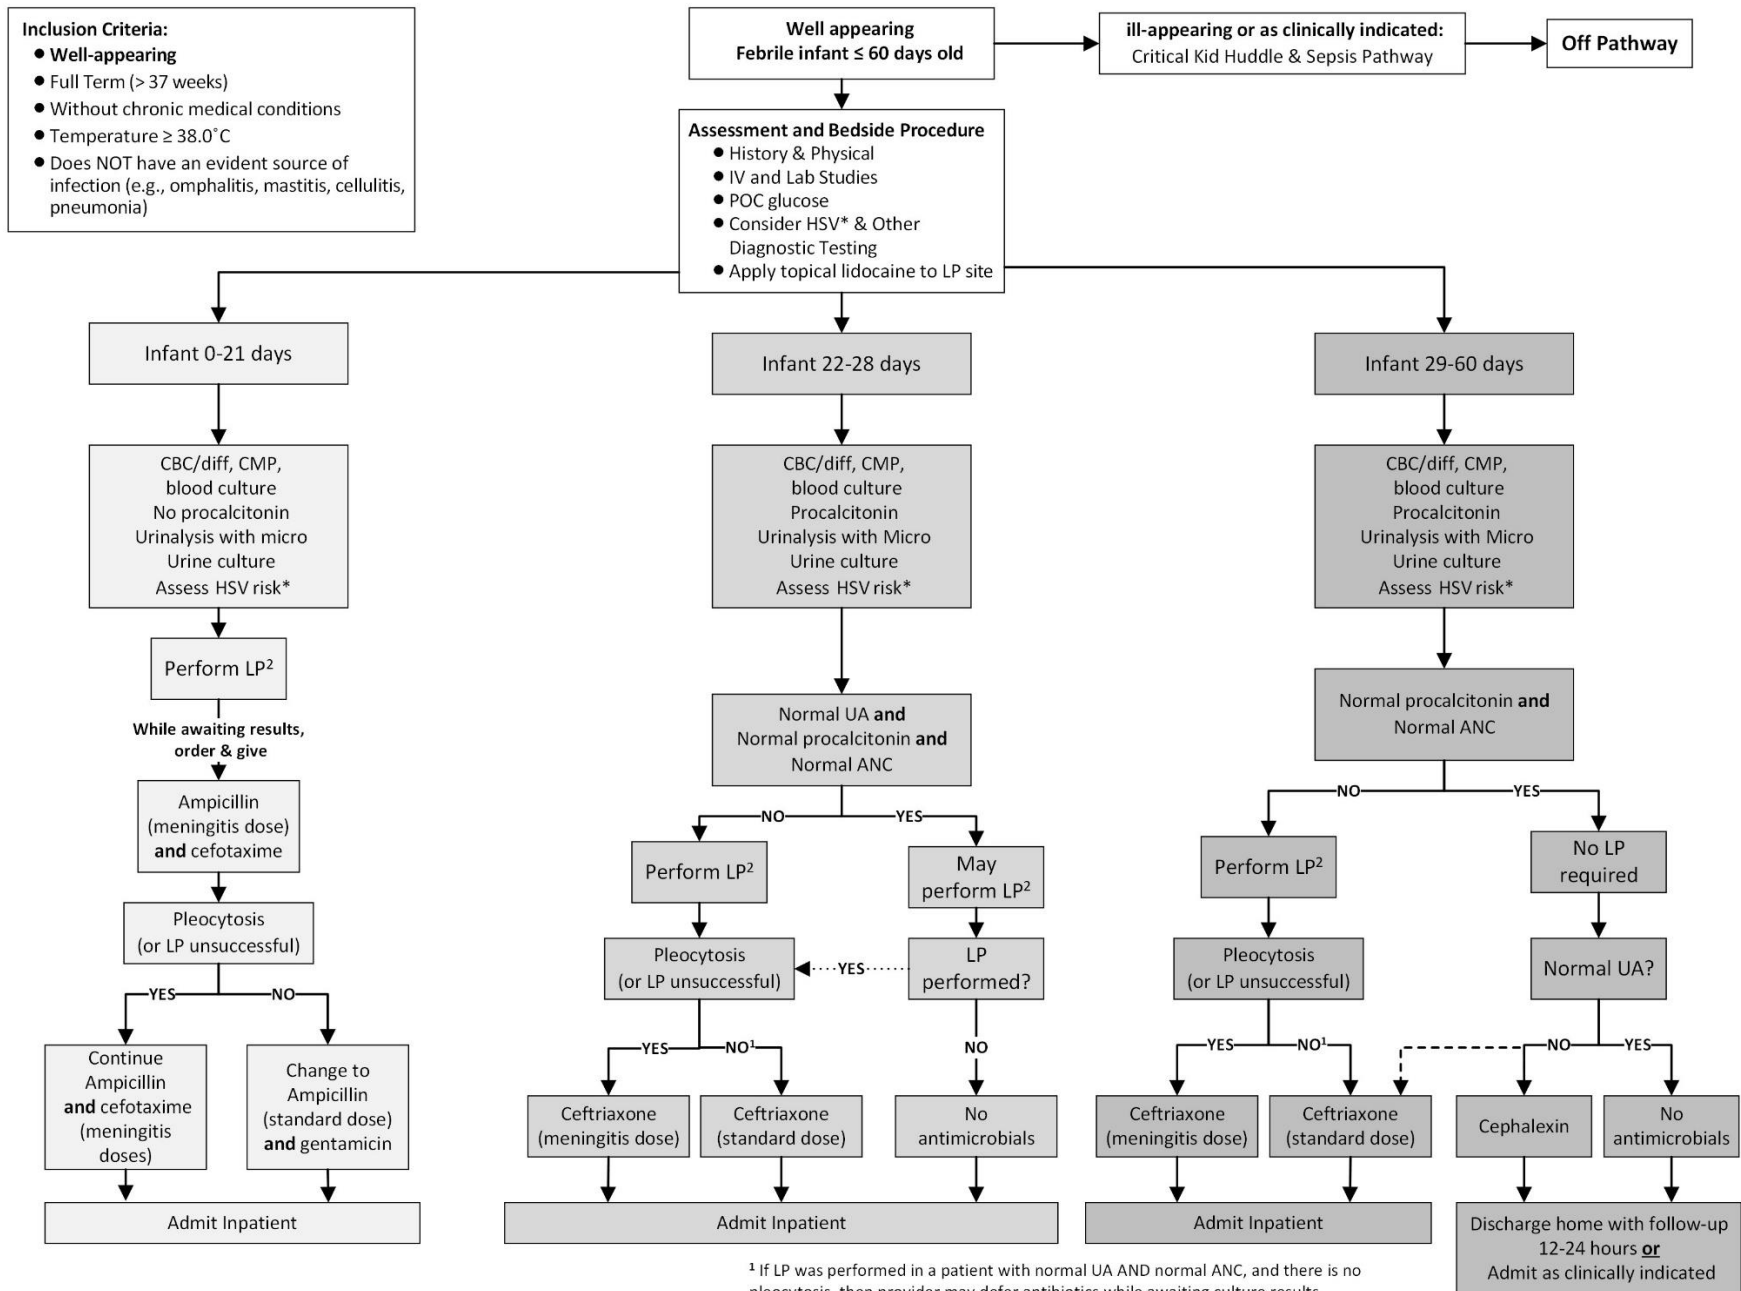 Inclusion Criteria:
● Well-appearing
● Full Term (> 37 weeks)
● Without chronic medical conditions
● Temperature ≥ 38.0˚C
● Does NOT have an evident source of
infection (e.g., omphalitis, mastitis, cellulitis,
pneumonia)
Well appearing
Febrile infant ≤ 60 days old
ill-appearing or as clinically indicated:
Critical Kid Huddle & Sepsis Pathway
Off Pathway
Assessment and Bedside Procedure
● History & Physical
● IV and Lab Studies
● POC glucose
● Consider HSV* & Other
Diagnostic Testing
● Apply topical lidocaine to LP site
Infant 0-21 days
CBC/diff, CMP,
blood culture
No procalcitonin
Urinalysis with micro
Urine culture
Assess HSV risk*
Perform LP²
While awaiting results,
order & give
Ampicillin
(meningitis dose)
and cefotaxime
Pleocytosis
(or LP unsuccessful)
YES
NO
Continue
Ampicillin
and cefotaxime
(meningitis
doses)
Change to
Ampicillin
(standard dose)
and gentamicin
Admit Inpatient
Infant 22-28 days
CBC/diff, CMP,
blood culture
Procalcitonin
Urinalysis with Micro
Urine culture
Assess HSV risk*
Normal UA and
Normal procalcitonin and
Normal ANC
NO
YES
Perform LP²
May
perform LP²
Pleocytosis
(or LP unsuccessful)
YES
LP
performed?
YES
NO¹
NO
Ceftriaxone
(meningitis dose)
Ceftriaxone
(standard dose)
No
antimicrobials
Admit Inpatient
Infant 29-60 days
CBC/diff, CMP,
blood culture
Procalcitonin
Urinalysis with Micro
Urine culture
Assess HSV risk*
Normal procalcitonin and
Normal ANC
NO
YES
Perform LP²
No LP
required
Pleocytosis
(or LP unsuccessful)
Normal UA?
YES
NO¹
NO
YES
Ceftriaxone
(meningitis dose)
Ceftriaxone
(standard dose)
Cephalexin
No
antimicrobials
Admit Inpatient
Discharge home with follow-up
12-24 hours or
Admit as clinically indicated
¹ If LP was performed in a patient with normal UA AND normal ANC, and there is no
pleocytosis, then provider may defer antibiotics while awaiting culture results